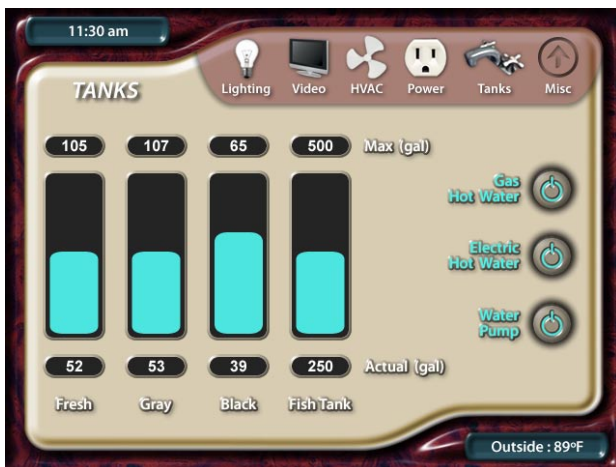 11:30 am
Lighting Video HVAC Power Tanks Misc
TANKS
105 107 65 500 Max (gal)
Gas
Hot Water
Electric
Hot Water
Water
Pump
52 53 39 250 Actual (gal)
Fresh Gray Black Fish Tank
Outside : 89ºF